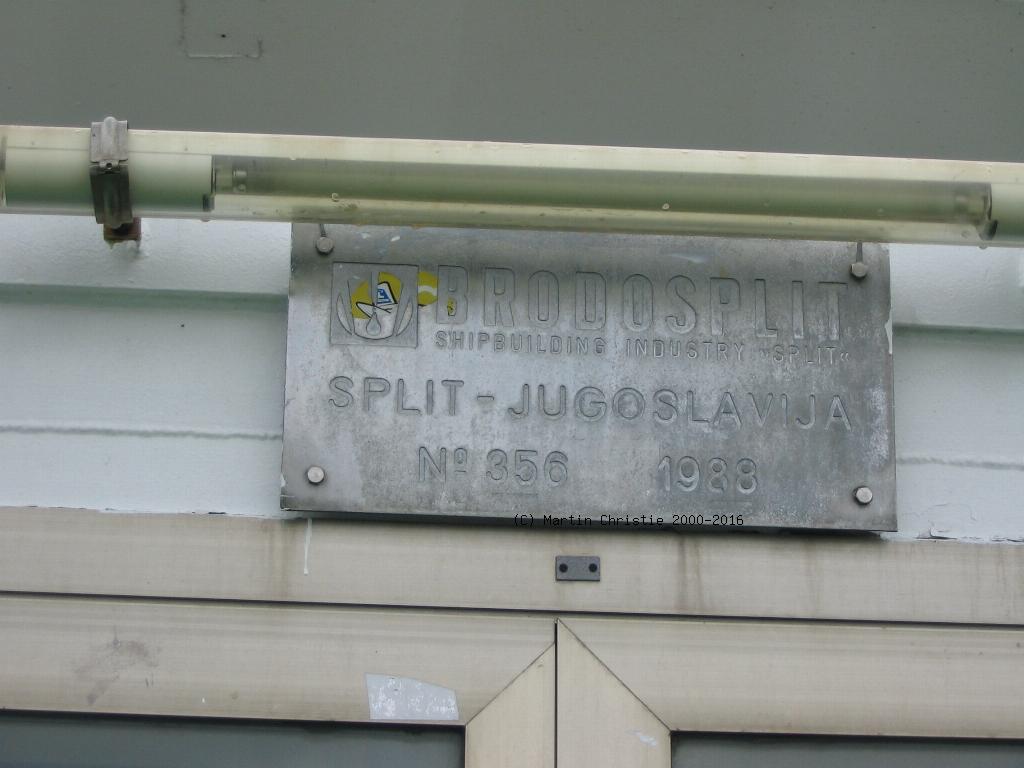 BRODOSPLIT
SHIPBUILDING INDUSTRY »SPLIT«
SPLIT - JUGOSLAVIJA
Nº 356 1988
(C) Martin Christie 2000-2016